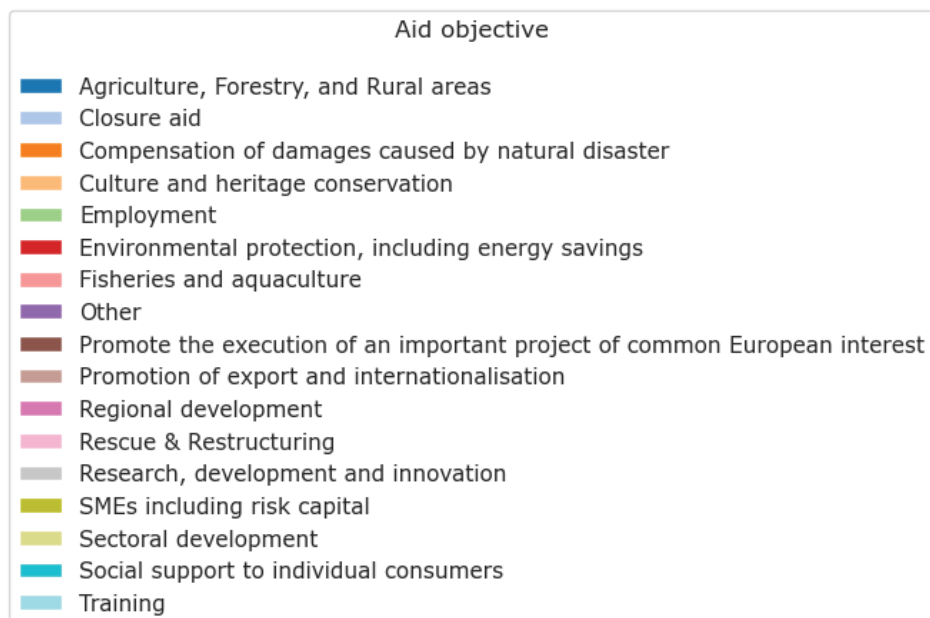 Aid objective
Agriculture, Forestry, and Rural areas
Closure aid
Compensation of damages caused by natural disaster
Culture and heritage conservation
Employment
Environmental protection, including energy savings
Fisheries and aquaculture
Other
Promote the execution of an important project of common European interest
Promotion of export and internationalisation
Regional development
Rescue & Restructuring
Research, development and innovation
SMEs including risk capital
Sectoral development
Social support to individual consumers
Training